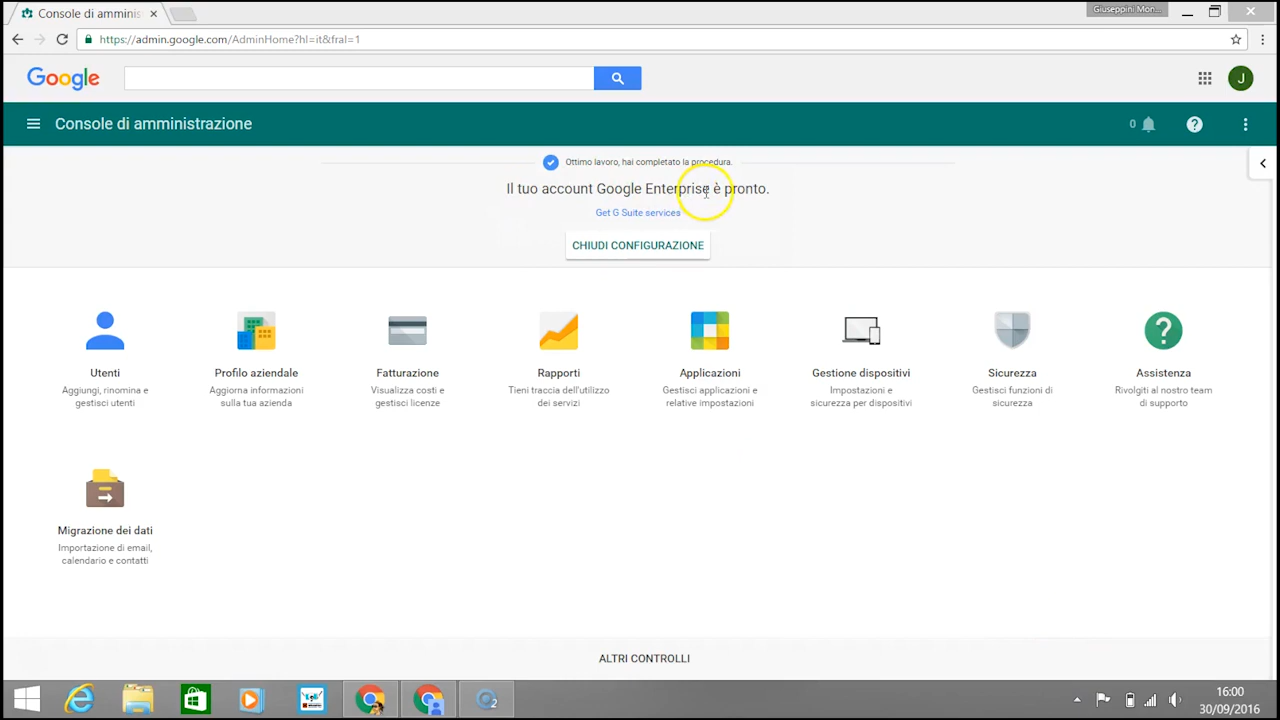 Console di amminis
Giuseppini Mon...
https://admin.google.com/AdminHome?hl=it&fral=1
Google
J
Console di amministrazione
0
Ottimo lavoro, hai completato la procedura.
Il tuo account Google Enterprise è pronto.
Get G Suite services
CHIUDI CONFIGURAZIONE
Utenti
Aggiungi, rinomina e
gestisci utenti
Profilo aziendale
Aggiorna informazioni
sulla tua azienda
Fatturazione
Visualizza costi e
gestisci licenze
Rapporti
Tieni traccia dell'utilizzo
dei servizi
Applicazioni
Gestisci applicazioni e
relative impostazioni
Gestione dispositivi
Impostazioni e
sicurezza per dispositivi
Sicurezza
Gestisci funzioni di
sicurezza
Assistenza
Rivolgiti al nostro team
di supporto
Migrazione dei dati
Importazione di email,
calendario e contatti
ALTRI CONTROLLI
2
16:00
30/09/2016